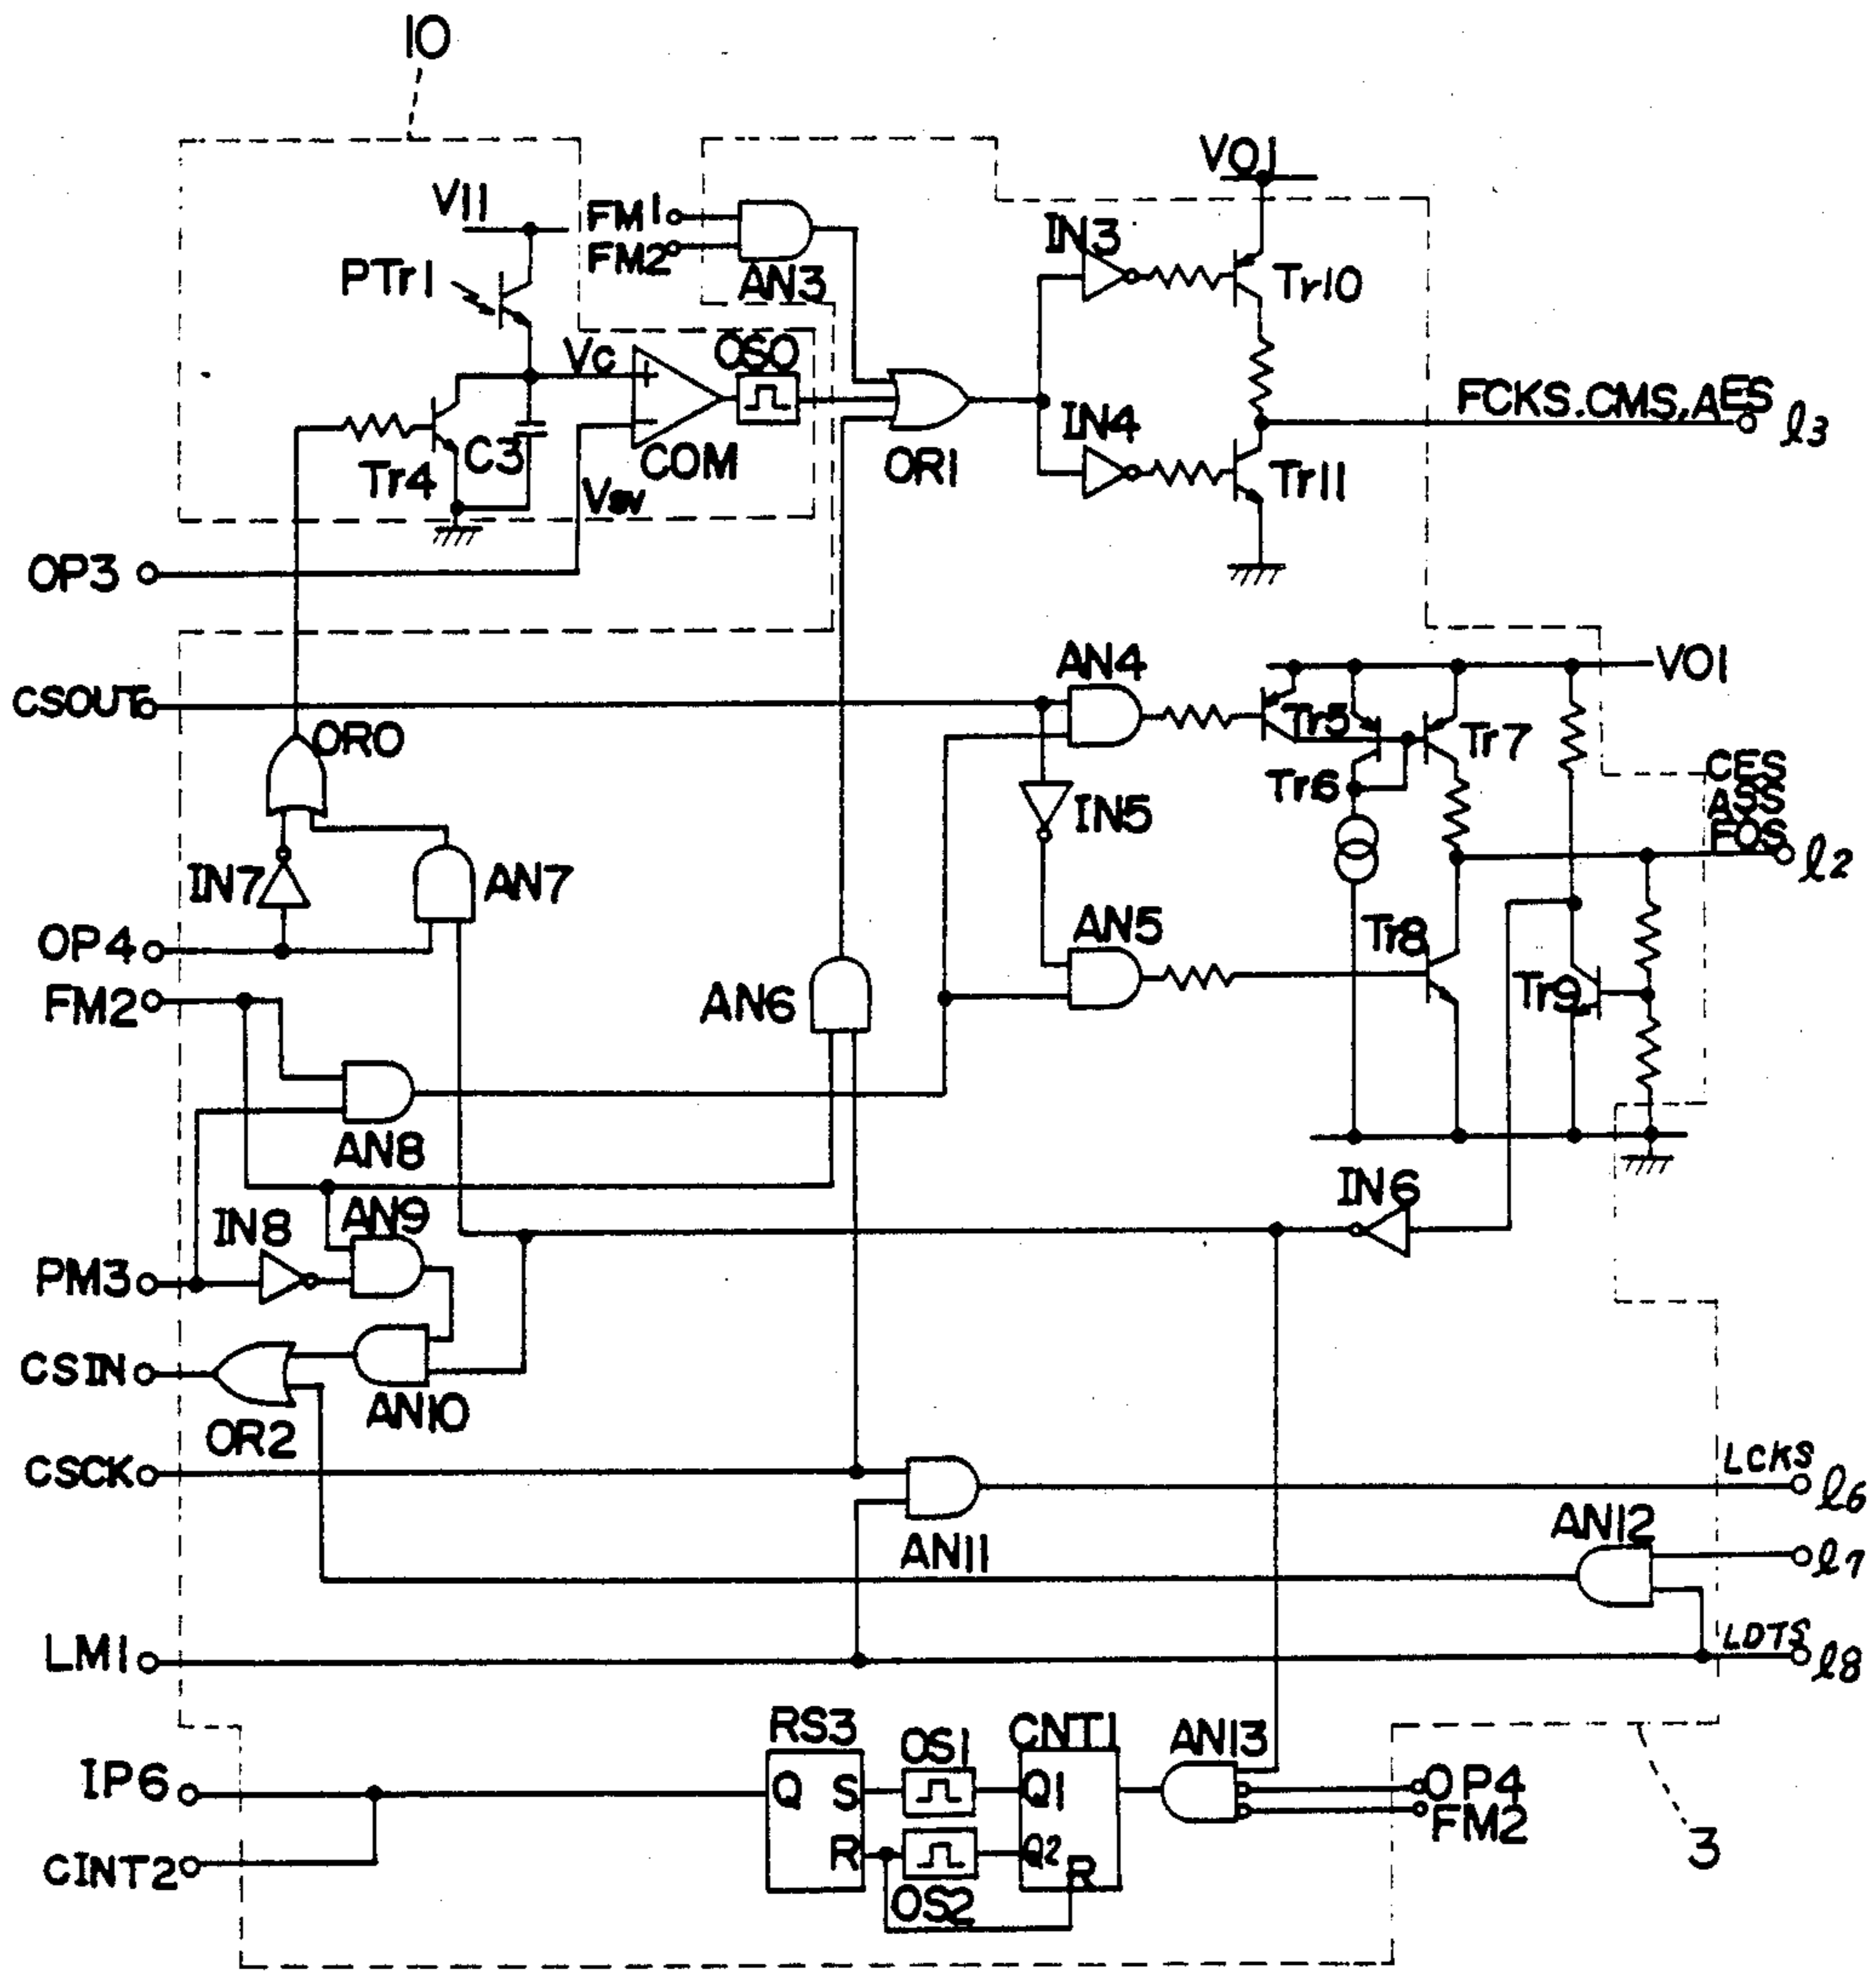 10
VO1
V11
FM1
FM2
AN3
IN3
Tr10
PTr1
Vc
OS0
FCKS.CMS.AES
ℓ3
IN4
C3
COM
OR1
Tr11
Tr4
Vsv
OP3
CSOUT
AN4
VO1
OR0
Tr5
Tr7
Tr6
CES
ASS
FOS
ℓ2
IN5
IN7
AN7
AN5
Tr8
OP4
FM2
AN6
Tr9
AN8
IN6
IN8
AN9
PM3
CSIN
AN10
OR2
CSCK
LCKS
ℓ6
AN11
AN12
ℓ7
LM1
LDTS
ℓ8
RS3
OS1
CNT1
AN13
IP6
Q
S
Q1
OP4
FM2
R
Q2
R
CINT2
OS2
3